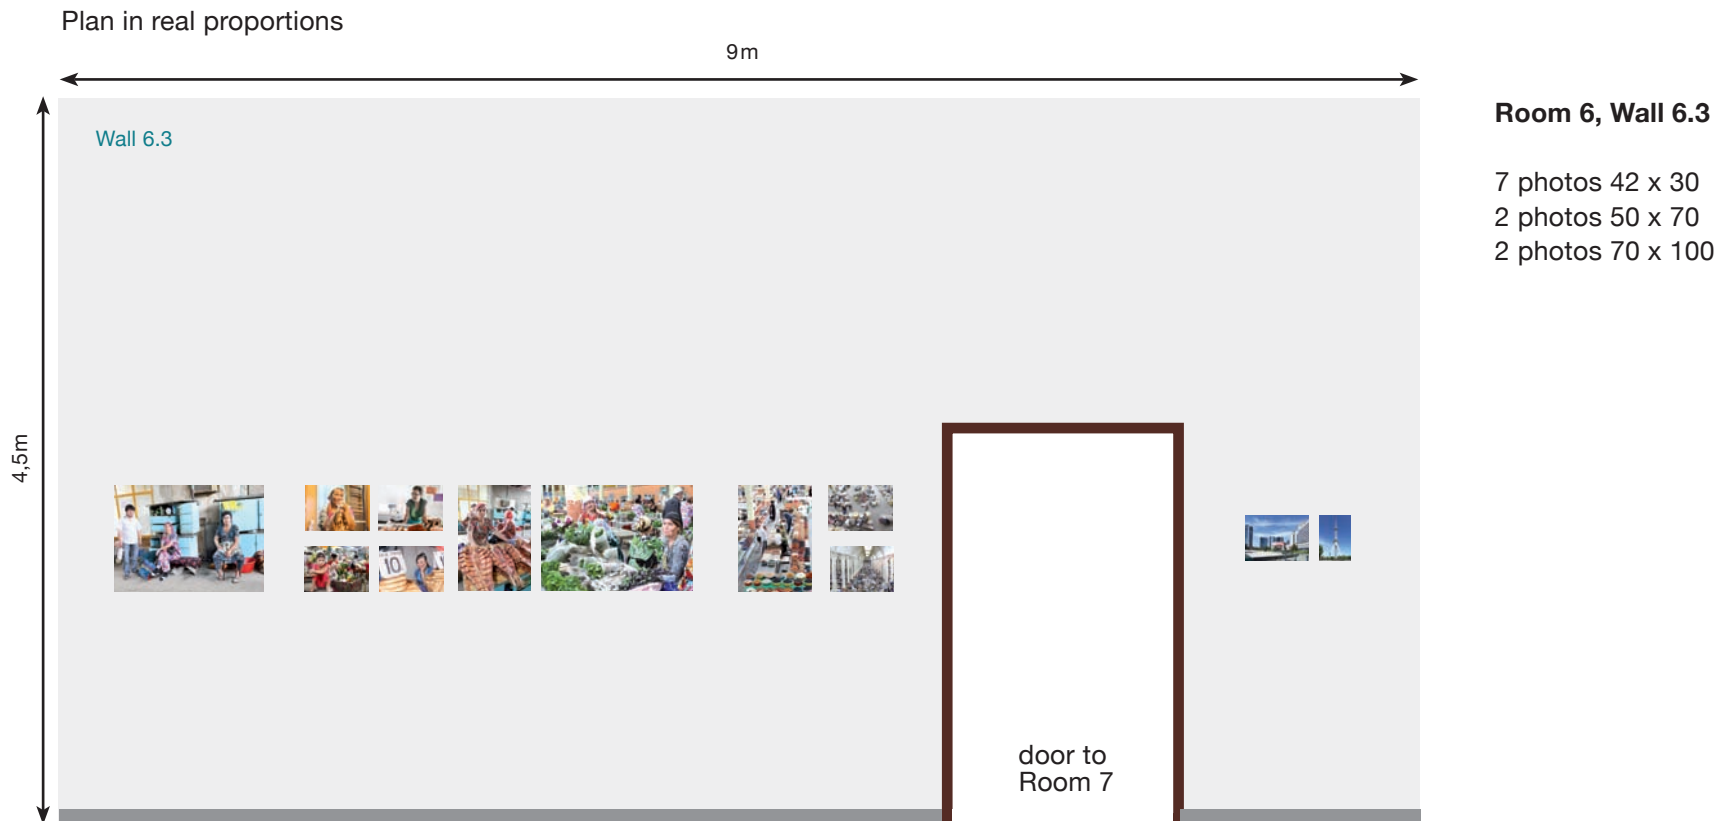 Plan in real proportions
9m
Wall 6.3
4,5m
10
door to
Room 7
Room 6, Wall 6.3
7 photos 42 x 30
2 photos 50 x 70
2 photos 70 x 100